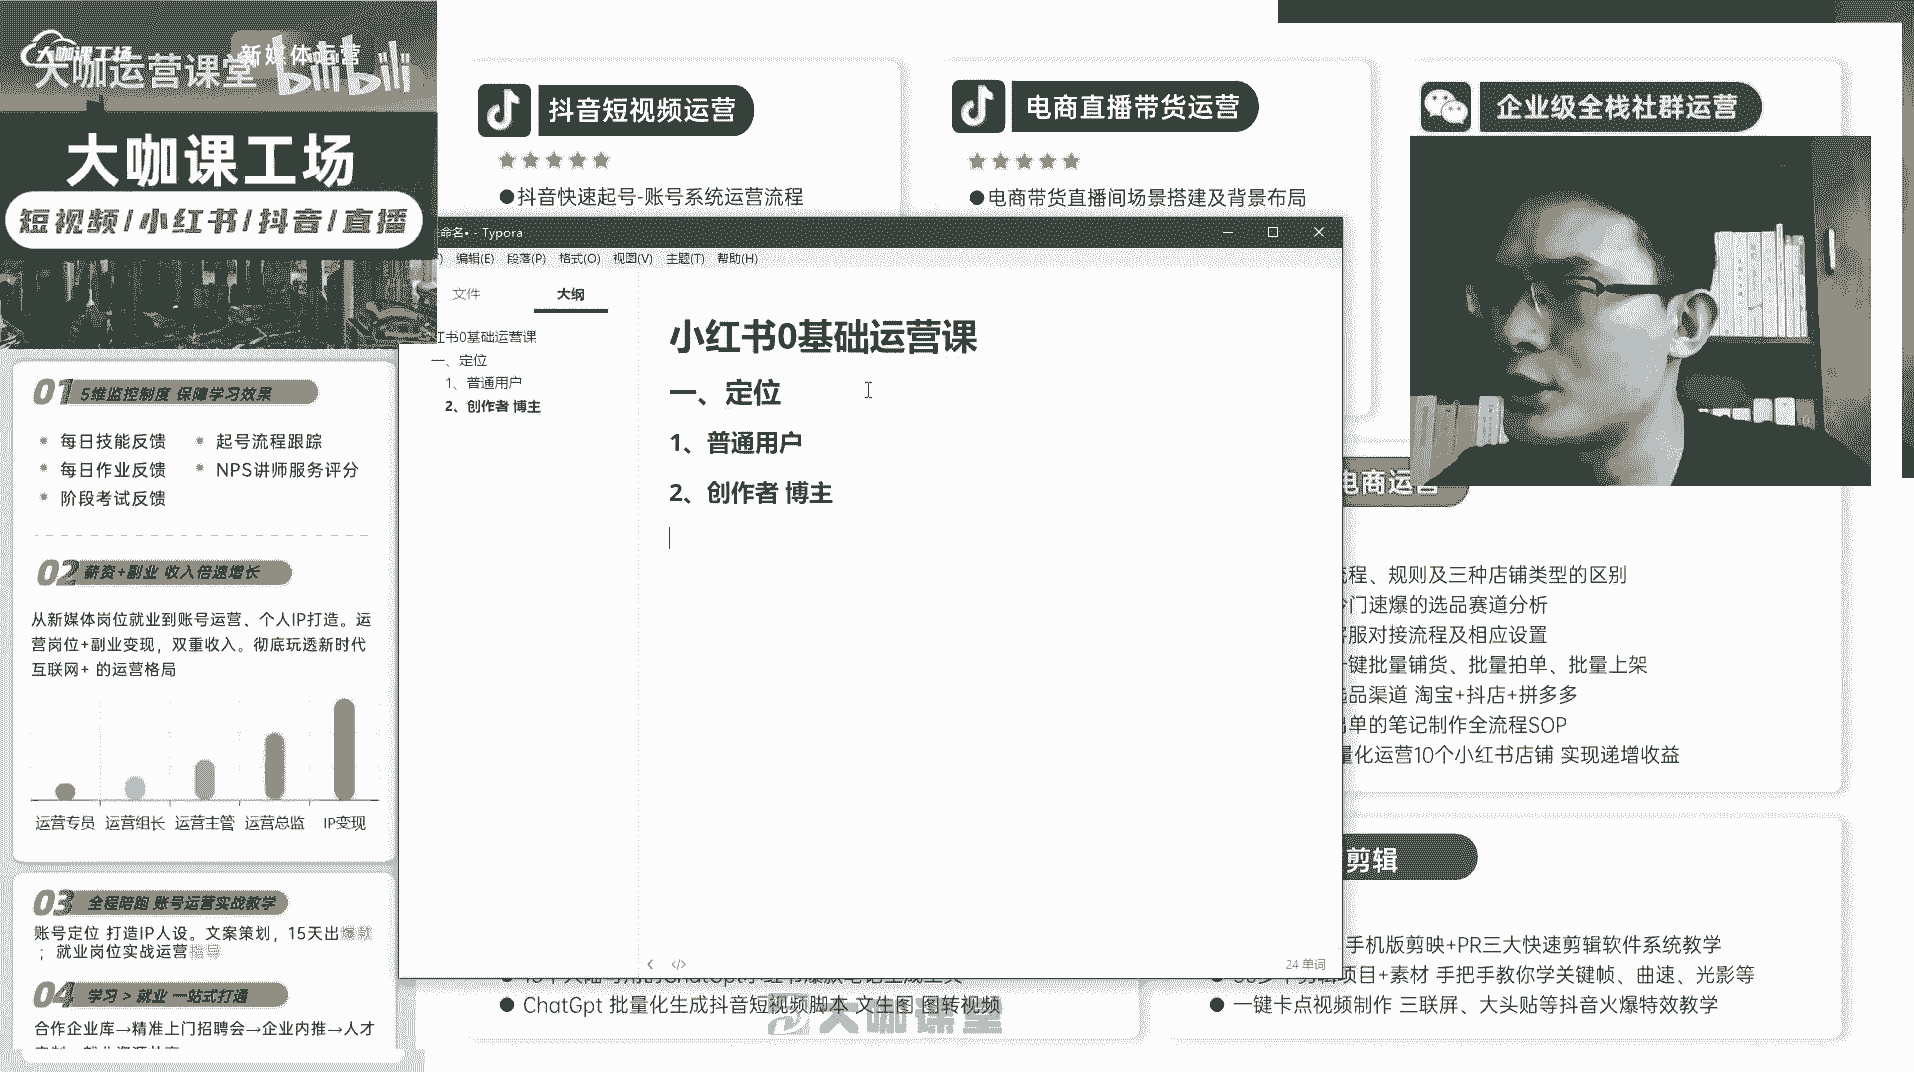 大咖课工场
新媒体运营
大咖运营课堂 bilibili
大咖课工场
短视频/小红书/抖音/直播
01 5维监控制度 保障学习效果
每日技能反馈
起号流程跟踪
每日作业反馈
NPS讲师服务评分
阶段考试反馈
02 薪资+副业 收入倍速增长
从新媒体岗位就业到账号运营、个人IP打造。运
营岗位+副业变现，双重收入。彻底玩透新时代
互联网+ 的运营格局
运营专员 运营组长 运营主管 运营总监 IP变现
03 全程陪跑 账号运营实战教学
账号定位 打造IP人设。文案策划，15天出爆款
；就业岗位实战运营指导
04 学习 > 就业 一站式打通
合作企业库→精准上门招聘会→企业内推→人才
抖音短视频运营
●抖音快速起号-账号系统运营流程
电商直播带货运营
●电商带货直播间场景搭建及背景布局
企业级全栈社群运营
命名• - Typora
编辑(E) 段落(P) 格式(O) 视图(V) 主题(T) 帮助(H)
文件 大纲
红书0基础运营课
一、定位
1、普通用户
2、创作者 博主
小红书0基础运营课
一、定位
1、普通用户
2、创作者 博主
24 单词
电商运营
流程、规则及三种店铺类型的区别
冷门速爆的选品赛道分析
客服对接流程及相应设置
一键批量铺货、批量拍单、批量上架
选品渠道 淘宝+抖店+拼多多
出单的笔记制作全流程SOP
量化运营10个小红书店铺 实现递增收益
● ChatGpt 批量化生成抖音短视频脚本 文生图 图转视频
大咖课堂
剪辑
手机版剪映+PR三大快速剪辑软件系统教学
项目+素材 手把手教你学关键帧、曲速、光影等
● 一键卡点视频制作 三联屏、大头贴等抖音火爆特效教学